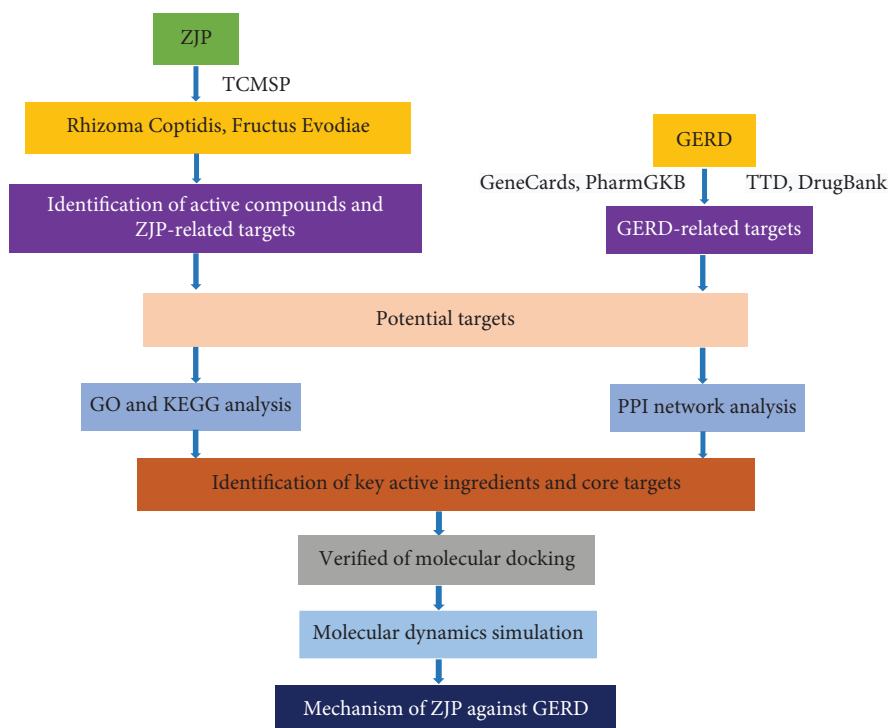 ZJP
TCMSP
Rhizoma Coptidis, Fructus Evodiae
GERD
GeneCards, PharmGKB
TTD, DrugBank
Identification of active compounds and
ZJP-related targets
GERD-related targets
Potential targets
GO and KEGG analysis
PPI network analysis
Identification of key active ingredients and core targets
Verified of molecular docking
Molecular dynamics simulation
Mechanism of ZJP against GERD